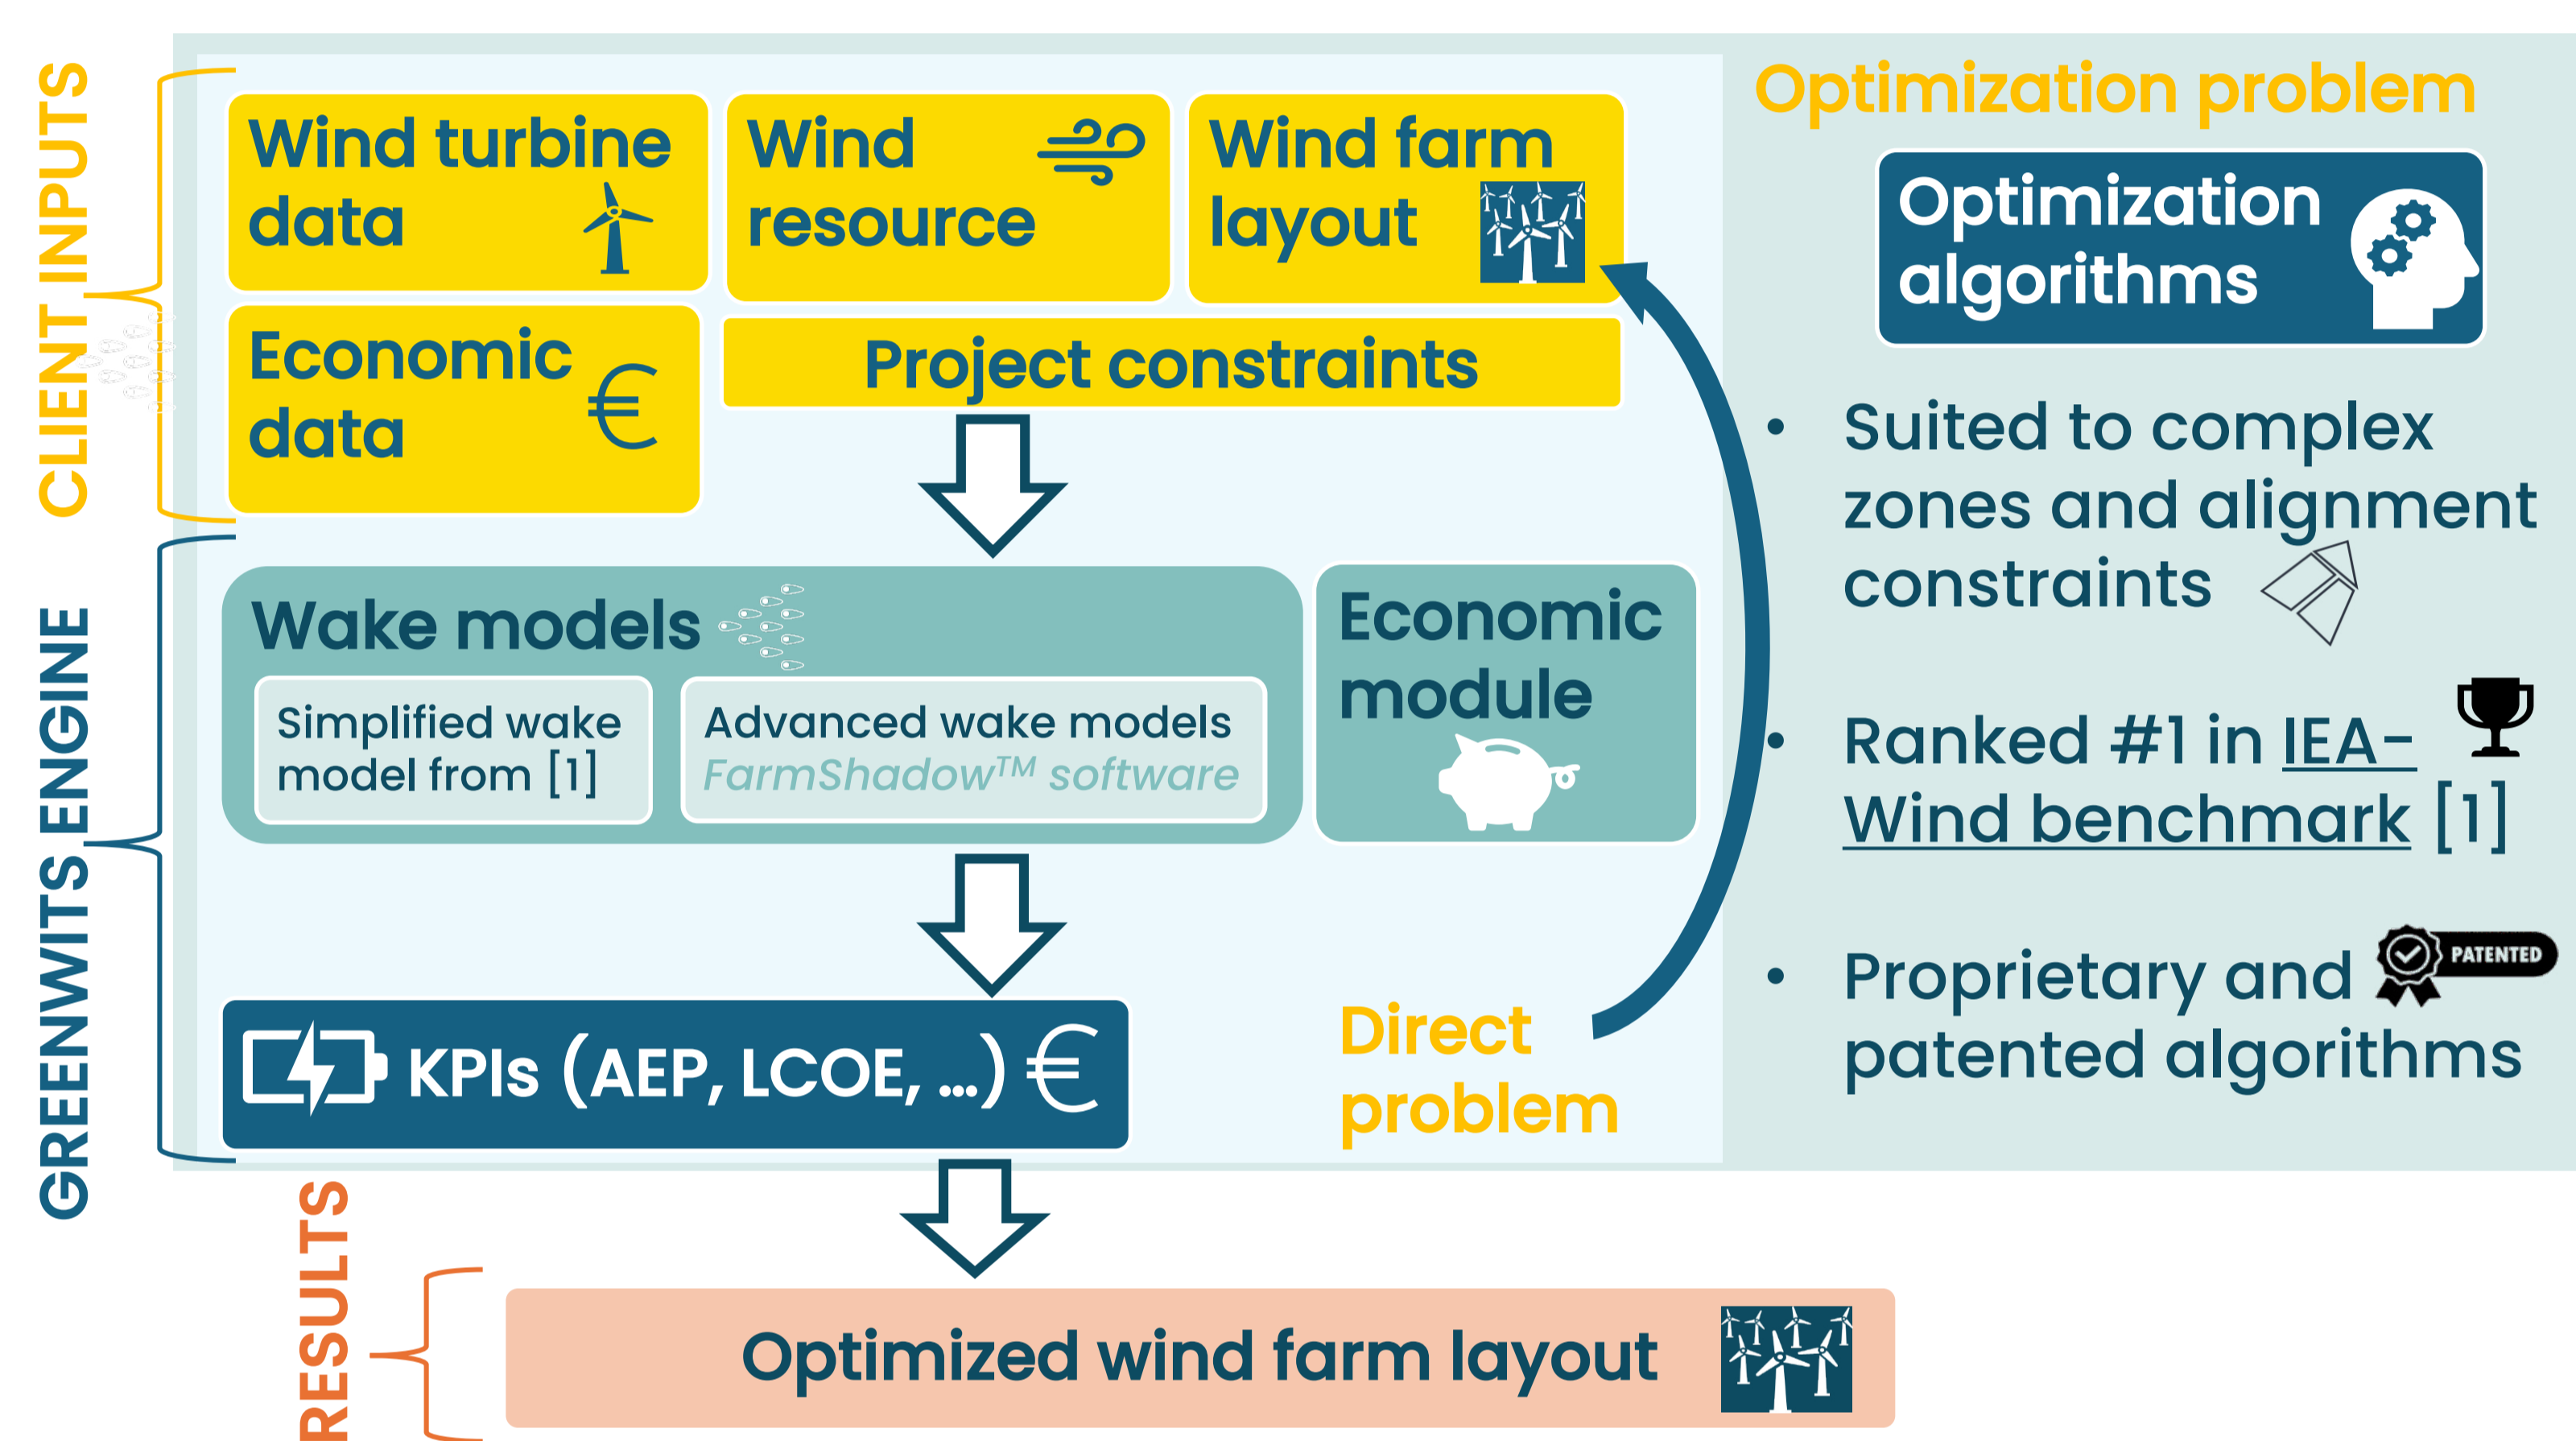 CLIENT INPUTS
Wind turbine
data
Wind
resource
Wind farm
layout
Economic
data
€
Project constraints
GREENWITS ENGINE
Wake models
Simplified wake
model from [1]
Advanced wake models
FarmShadow™ software
Economic
module
KPIs (AEP, LCOE, ...) €
Direct
problem
RESULTS
Optimized wind farm layout
Optimization problem
Optimization
algorithms
• Suited to complex
zones and alignment
constraints
• Ranked #1 in IEA-
Wind benchmark [1]
• Proprietary and
PATENTED
patented algorithms